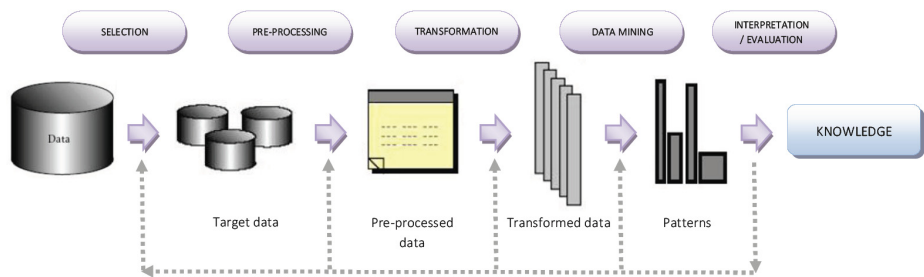 SELECTION
PRE-PROCESSING
TRANSFORMATION
DATA MINING
INTERPRETATION
/ EVALUATION
Data
KNOWLEDGE
Target data
Pre-processed
data
Transformed data
Patterns